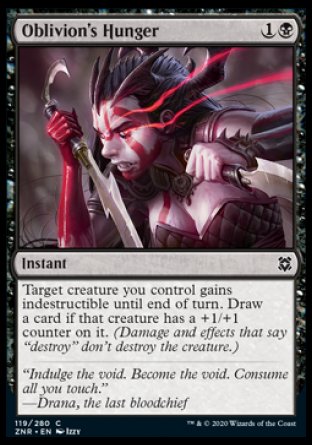 Oblivion's Hunger 1
Instant
Target creature you control gains
indestructible until end of turn. Draw
a card if that creature has a +1/+1
counter on it. (Damage and effects that say
“destroy” don't destroy the creature.)
“Indulge the void. Become the void. Consume
all you touch.”
—Drana, the last bloodchief
119/280 C
ZNR • EN Izzy
™ & © 2020 Wizards of the Coast